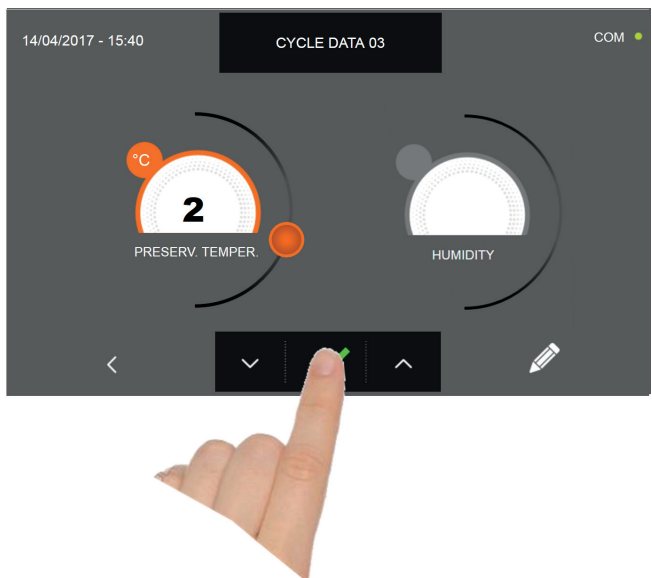 14/04/2017 - 15:40
CYCLE DATA 03
COM
°C
2
PRESERV. TEMPER.
HUMIDITY